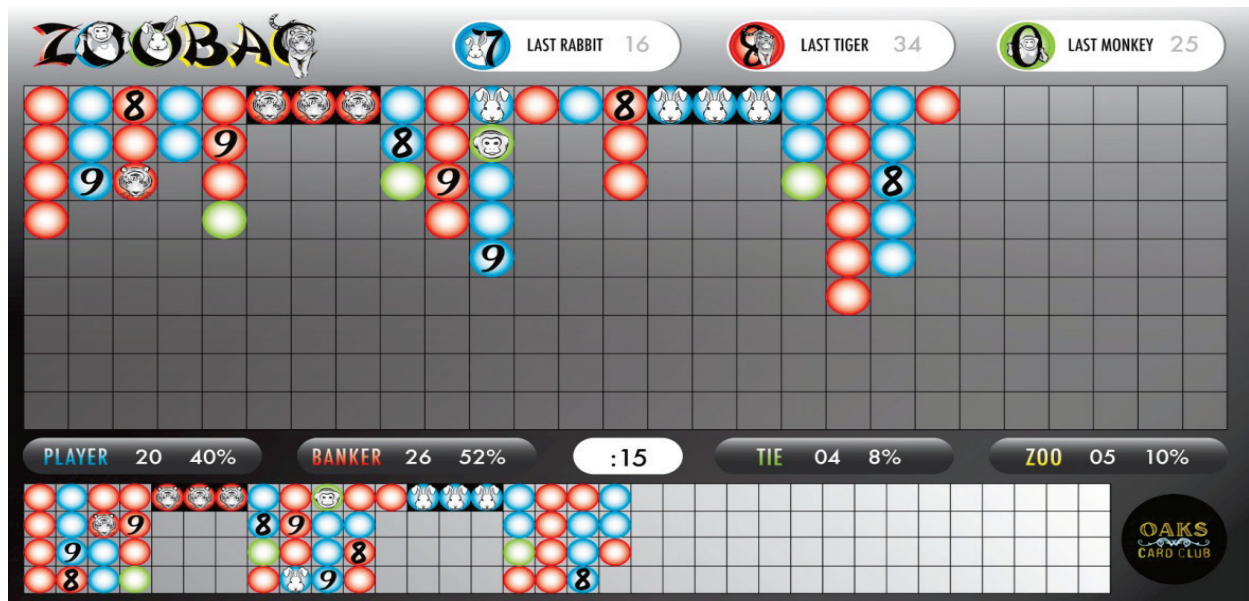 ZOOBAC
7 LAST RABBIT 16 8 LAST TIGER 34 0 LAST MONKEY 25
8 8
9 8
9 9 8
9
PLAYER 20 40% BANKER 26 52% :15 TIE 04 8% ZOO 05 10%
9 8 9
9 8
8 9 8
OAKS
CARD CLUB